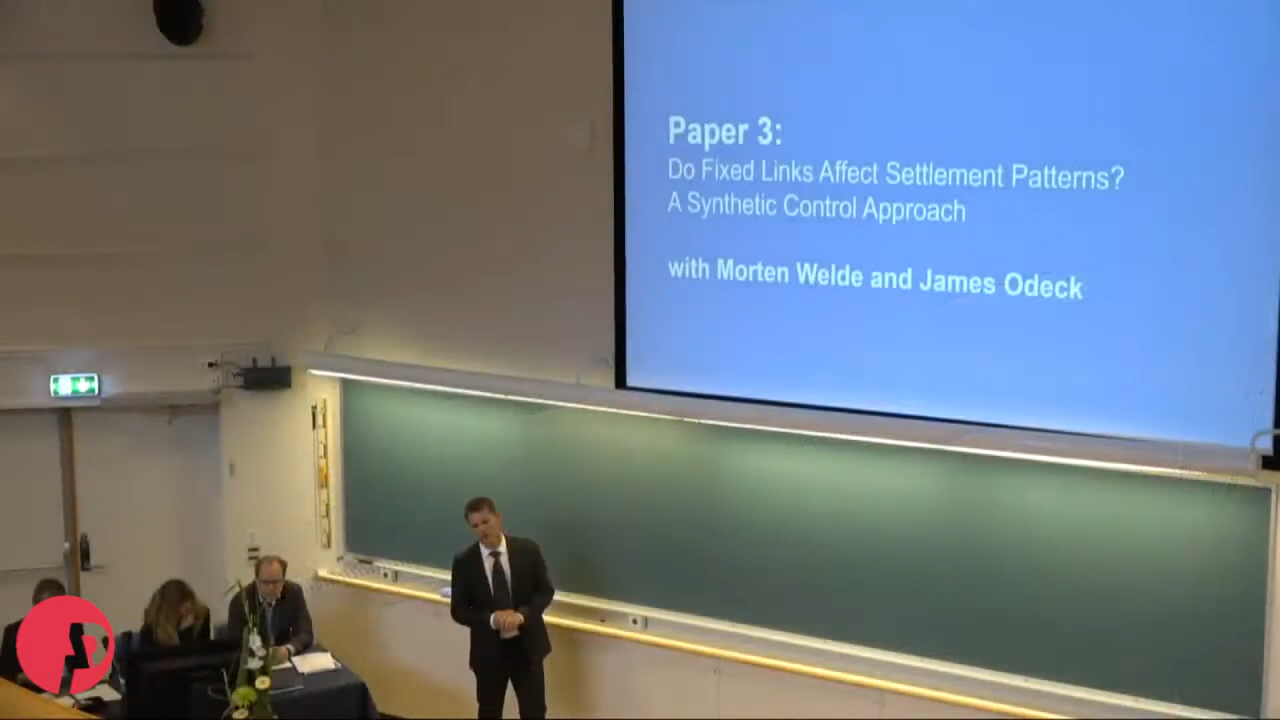 Paper 3:
Do Fixed Links Affect Settlement Patterns?
A Synthetic Control Approach
with Morten Welde and James Odeck